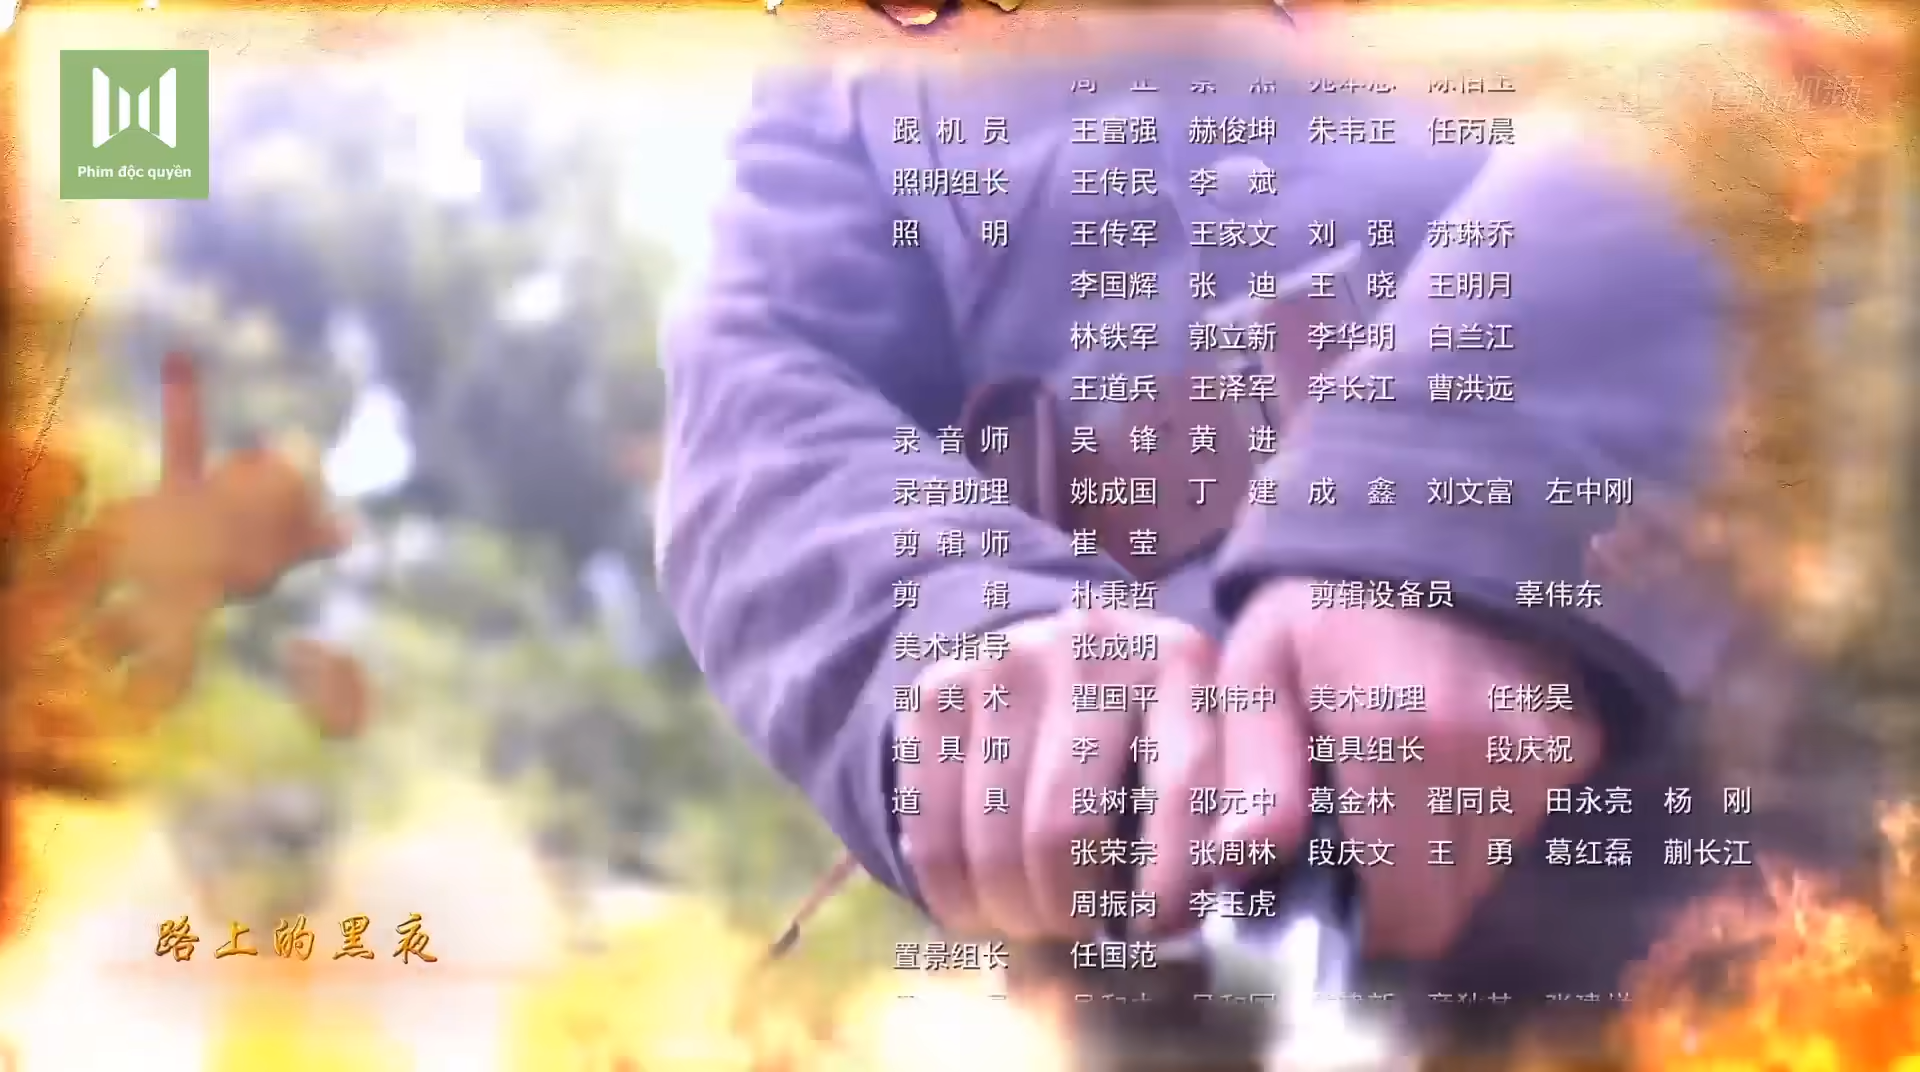 Phim độc quyền
跟 机 员 王富强 赫俊坤 朱韦正 任丙晨
照明组长 王传民 李 斌
照 明 王传军 王家文 刘 强 苏琳乔
李国辉 张 迪 王 晓 王明月
林铁军 郭立新 李华明 白兰江
王道兵 王泽军 李长江 曹洪远
录 音 师 吴 锋 黄 进
录音助理 姚成国 丁 建 成 鑫 刘文富 左中刚
剪 辑 师 崔 莹
剪 辑 朴秉哲 剪辑设备员 辜伟东
美术指导 张成明
副 美 术 瞿国平 郭伟中 美术助理 任彬昊
道 具 师 李 伟 道具组长 段庆祝
道 具 段树青 邵元中 葛金林 翟同良 田永亮 杨 刚
张荣宗 张周林 段庆文 王 勇 葛红磊 蒯长江
周振岗 李玉虎
置景组长 任国范
路上的黑夜